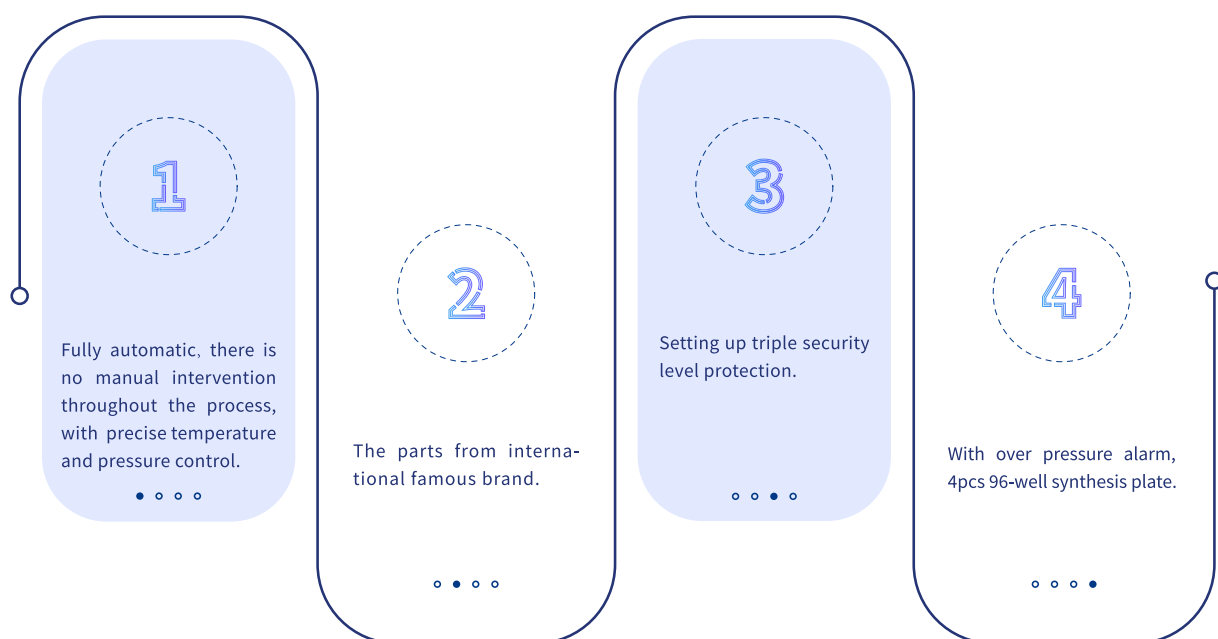 1
Fully automatic, there is
no manual intervention
throughout the process,
with precise temperature
and pressure control.
2
The parts from interna-
tional famous brand.
3
Setting up triple security
level protection.
4
With over pressure alarm,
4pcs 96-well synthesis plate.